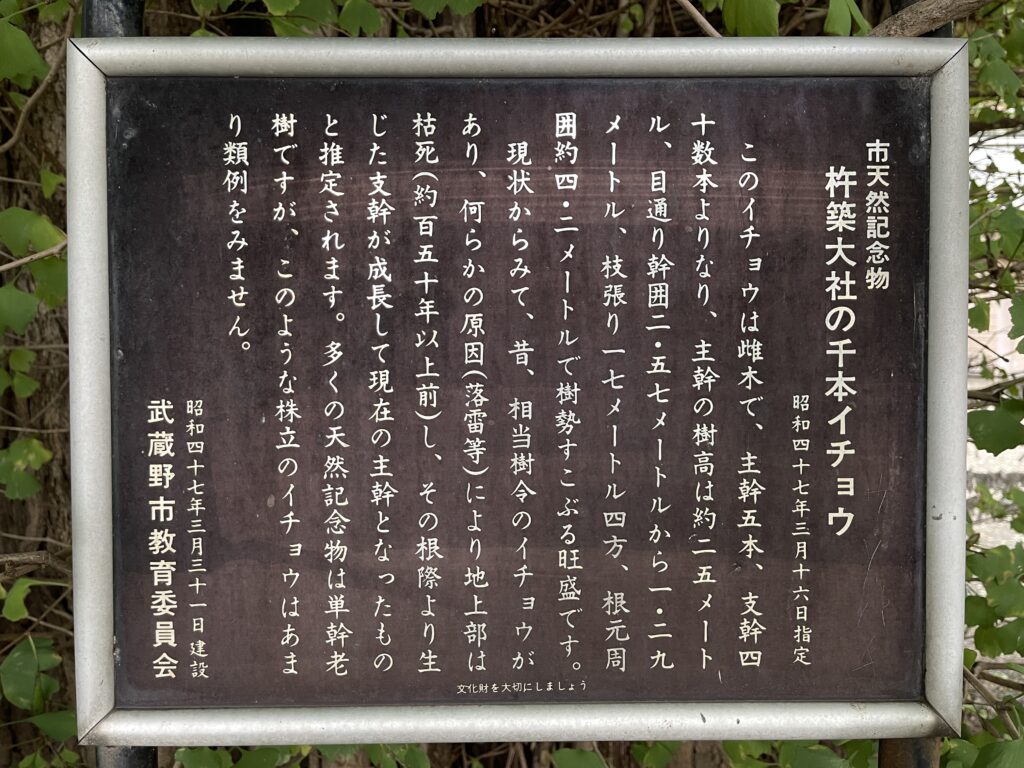 市天然記念物
杵築大社の千本イチョウ
昭和四十七年三月十六日指定
このイチョウは雌木で、主幹五本、支幹四
十数本よりなり、主幹の樹高は約二五メート
ル、目通り幹囲二・五七メートルから一・二九
メートル、枝張り一七メートル四方、根元周
囲約四・二メートルで樹勢すこぶる旺盛です。
現状からみて、昔、相当樹令のイチョウが
あり、何らかの原因(落雷等)により地上部は
枯死(約百五十年以上前)し、その根際より生
じた支幹が成長して現在の主幹となったもの
と推定されます。多くの天然記念物は単幹老
樹ですが、このような株立のイチョウはあま
り類例をみません。
昭和四十七年三月三十一日建設
武蔵野市教育委員会
文化財を大切にしましょう